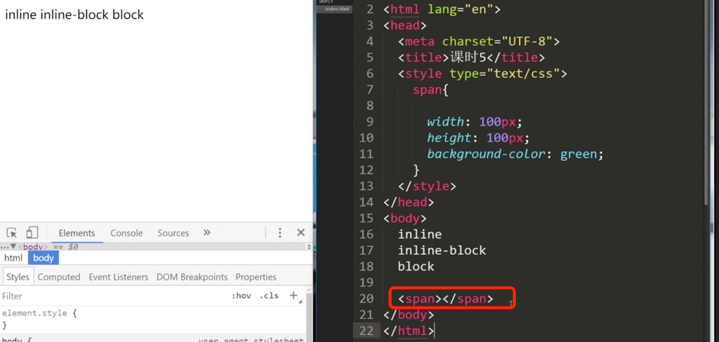 inline inline-block block
Elements Console Sources »
<body> == $0
html body
Styles Computed Event Listeners DOM Breakpoints Properties
Filter :hov .cls +
element.style {
}
body { user agent stylesheet
2 <html lang="en">
3 <head>
4 <meta charset="UTF-8">
5 <title>课时5</title>
6 <style type="text/css">
7 span{
8
9 width: 100px;
10 height: 100px;
11 background-color: green;
12 }
13 </style>
14 </head>
15 <body>
16 inline
17 inline-block
18 block
19
20 <span></span>
21 </body>
22 </html>